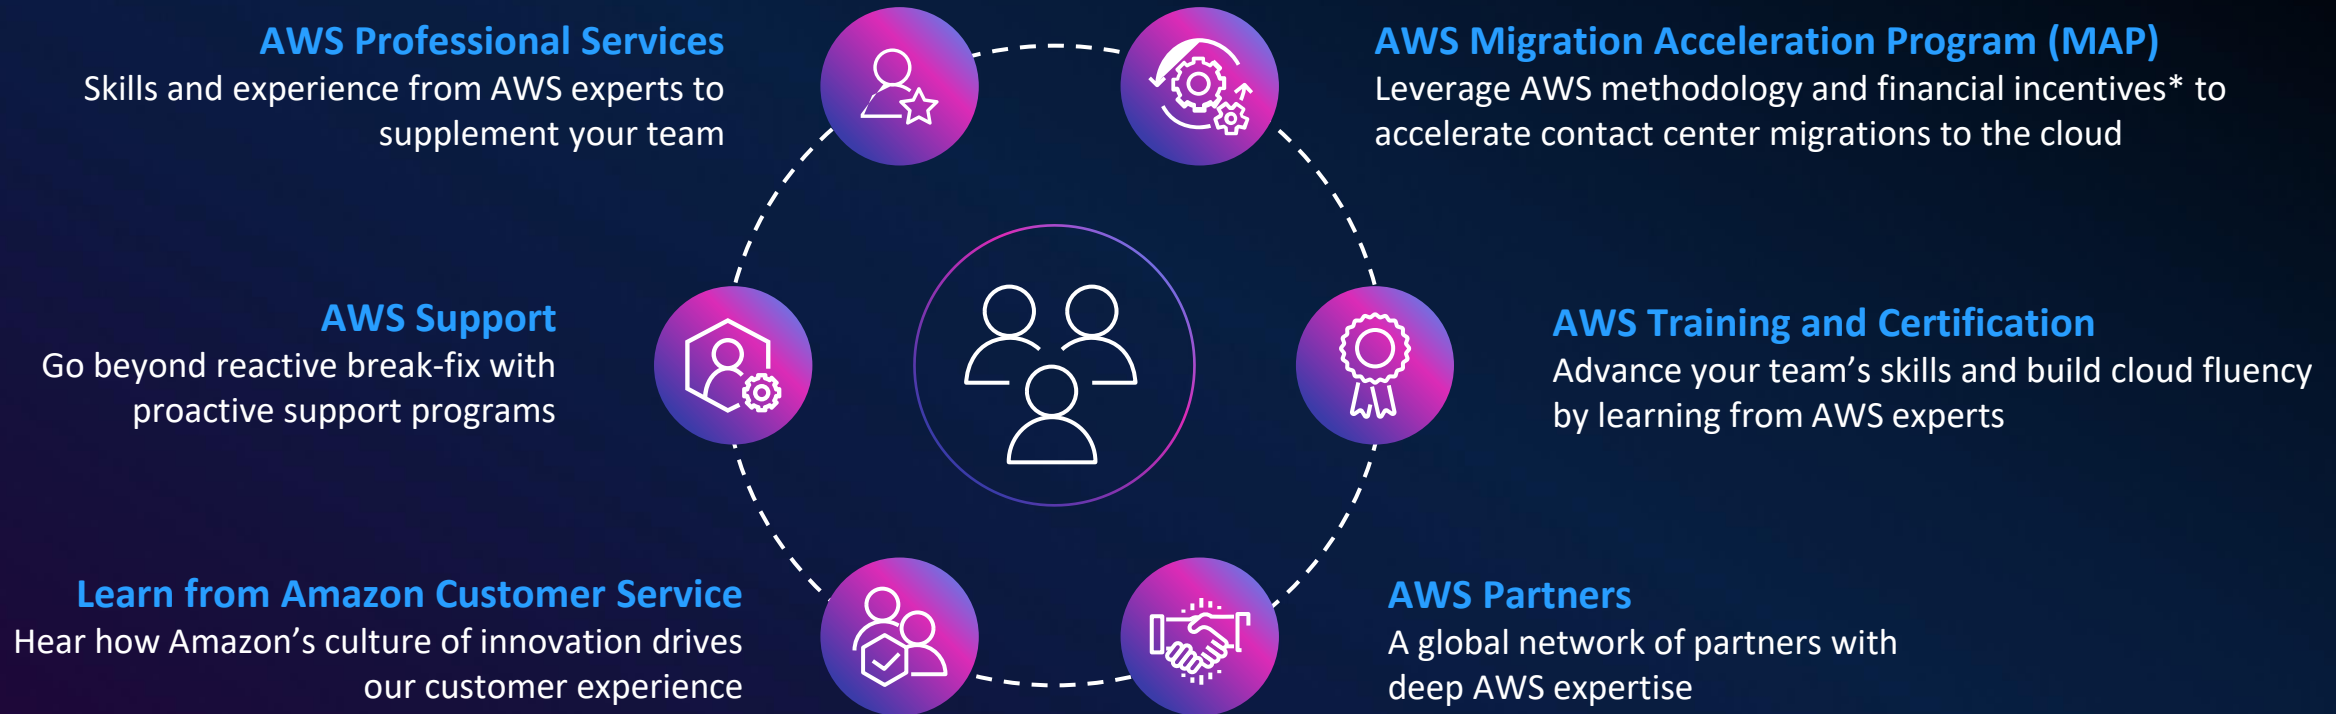 AWS Professional Services
Skills and experience from AWS experts to
supplement your team
AWS Migration Acceleration Program (MAP)
Leverage AWS methodology and financial incentives* to
accelerate contact center migrations to the cloud
AWS Support
Go beyond reactive break-fix with
proactive support programs
AWS Training and Certification
Advance your team’s skills and build cloud fluency
by learning from AWS experts
Learn from Amazon Customer Service
Hear how Amazon’s culture of innovation drives
our customer experience
AWS Partners
A global network of partners with
deep AWS expertise